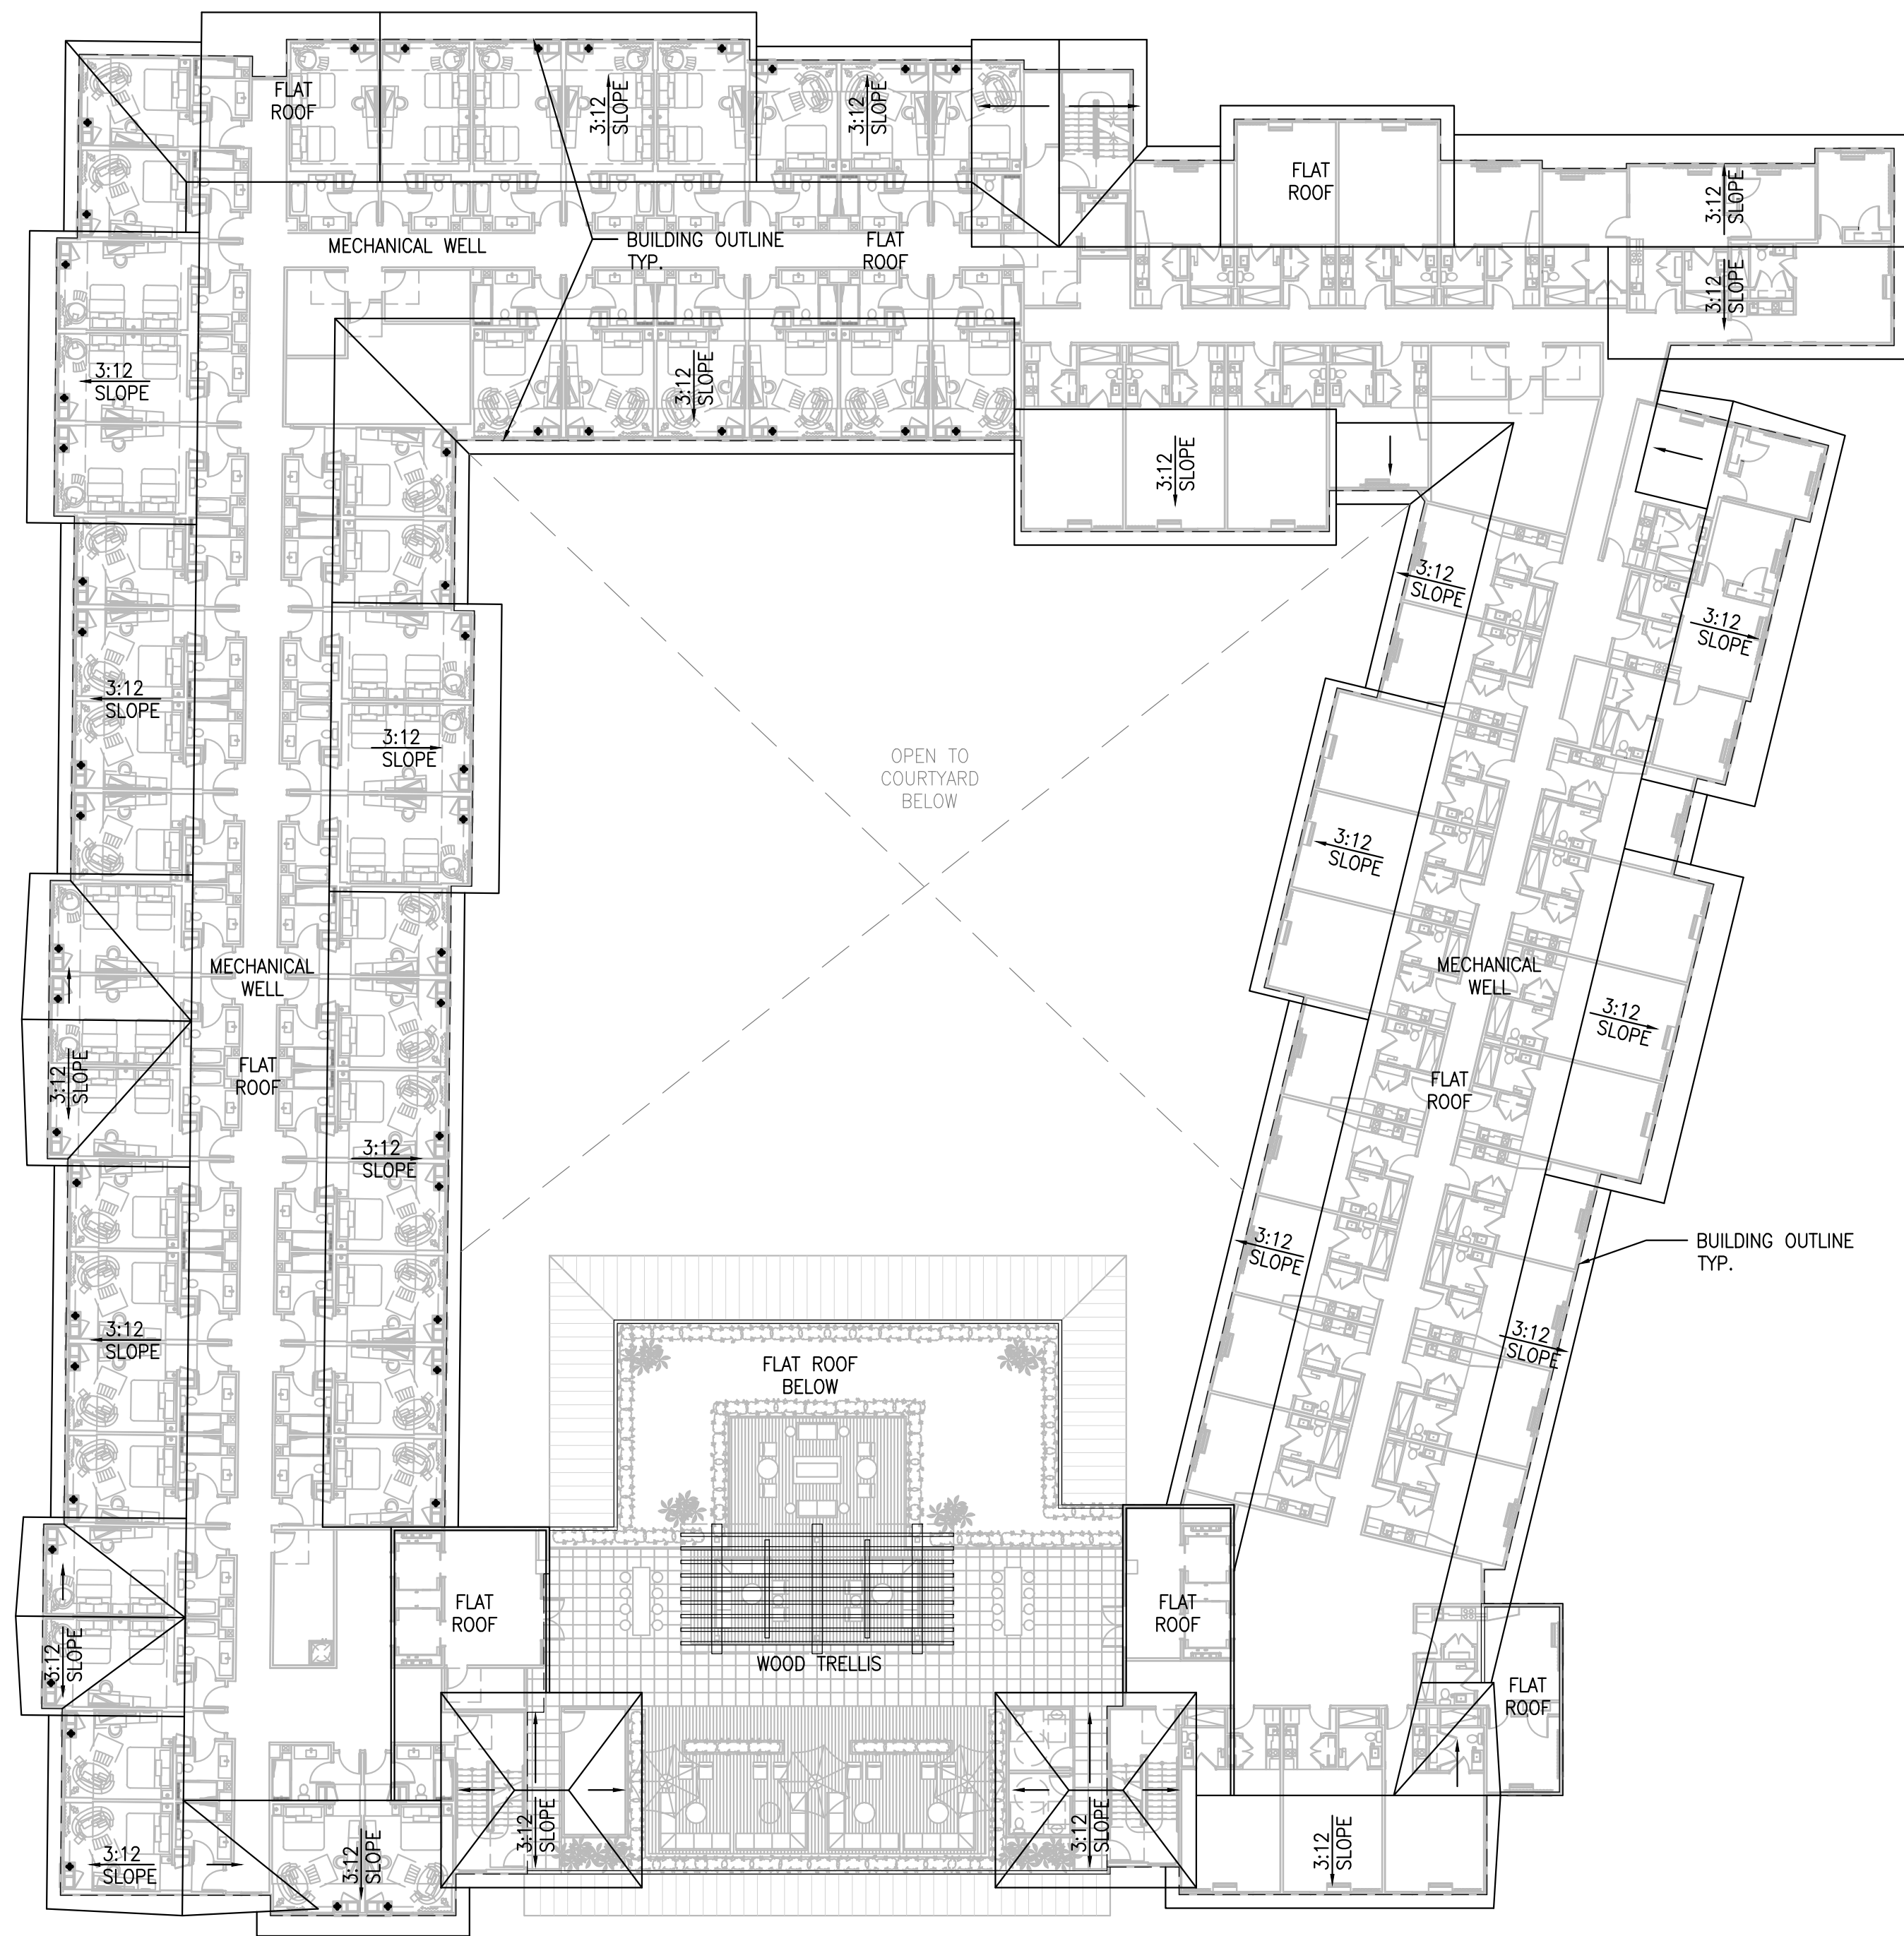 FLAT
ROOF
3:12
SLOPE
3:12
SLOPE
FLAT
ROOF
3:12
SLOPE
MECHANICAL WELL
BUILDING OUTLINE
TYP.
FLAT
ROOF
3:12
SLOPE
3:12
SLOPE
3:12
SLOPE
3:12
SLOPE
3:12
SLOPE
3:12
SLOPE
3:12
SLOPE
3:12
SLOPE
OPEN TO
COURTYARD
BELOW
3:12
SLOPE
MECHANICAL
WELL
MECHANICAL
WELL
3:12
SLOPE
FLAT
ROOF
3:12
SLOPE
FLAT
ROOF
3:12
SLOPE
3:12
SLOPE
BUILDING OUTLINE
TYP.
3:12
SLOPE
3:12
SLOPE
FLAT ROOF
BELOW
FLAT
ROOF
FLAT
ROOF
3:12
SLOPE
WOOD TRELLIS
FLAT
ROOF
3:12
SLOPE
3:12
SLOPE
3:12
SLOPE
3:12
SLOPE
3:12
SLOPE